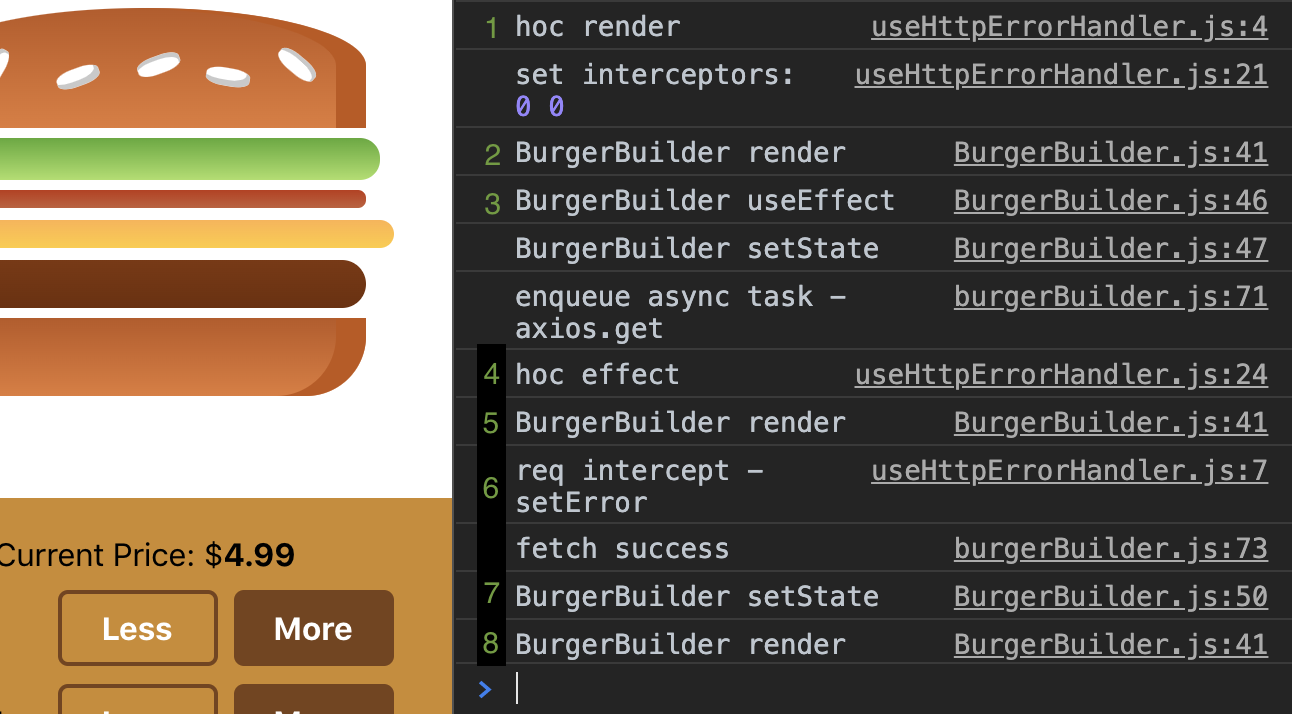 1 hoc render useHttpErrorHandler.js:4
set interceptors: useHttpErrorHandler.js:21
0 0
2 BurgerBuilder render BurgerBuilder.js:41
3 BurgerBuilder useEffect BurgerBuilder.js:46
BurgerBuilder setState BurgerBuilder.js:47
enqueue async task – burgerBuilder.js:71
axios.get
4 hoc effect useHttpErrorHandler.js:24
5 BurgerBuilder render BurgerBuilder.js:41
6 req intercept – useHttpErrorHandler.js:7
setError
fetch success burgerBuilder.js:73
7 BurgerBuilder setState BurgerBuilder.js:50
8 BurgerBuilder render BurgerBuilder.js:41
>
Current Price: $4.99
Less More